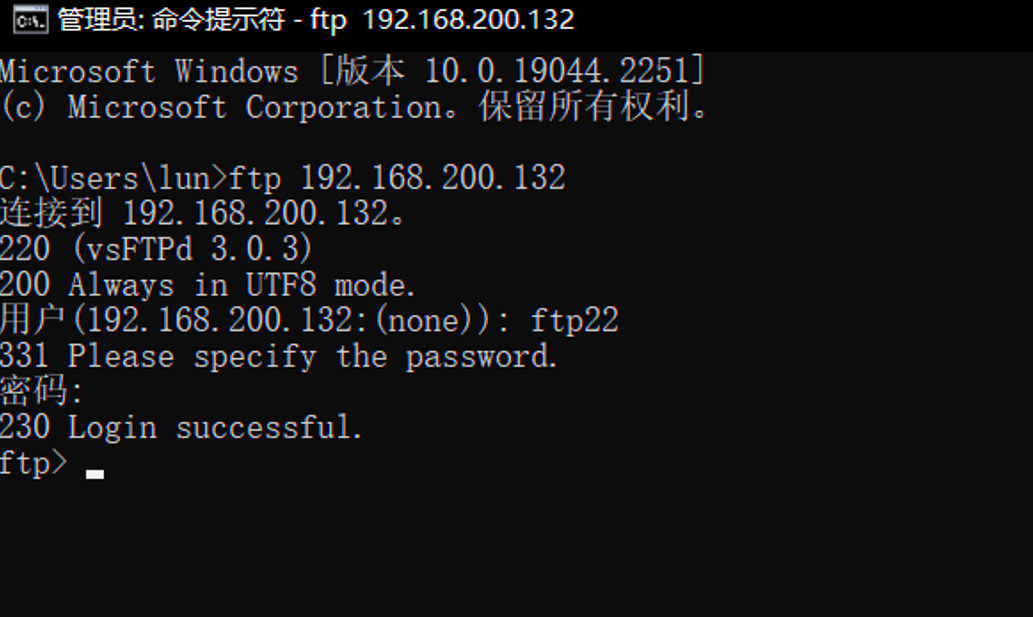 管理员: 命令提示符 - ftp  192.168.200.132
Microsoft Windows [版本 10.0.19044.2251]
(c) Microsoft Corporation。保留所有权利。
C:\Users\lun>ftp 192.168.200.132
连接到 192.168.200.132。
220 (vsFTPd 3.0.3)
200 Always in UTF8 mode.
用户(192.168.200.132:(none)): ftp22
331 Please specify the password.
密码:
230 Login successful.
ftp>